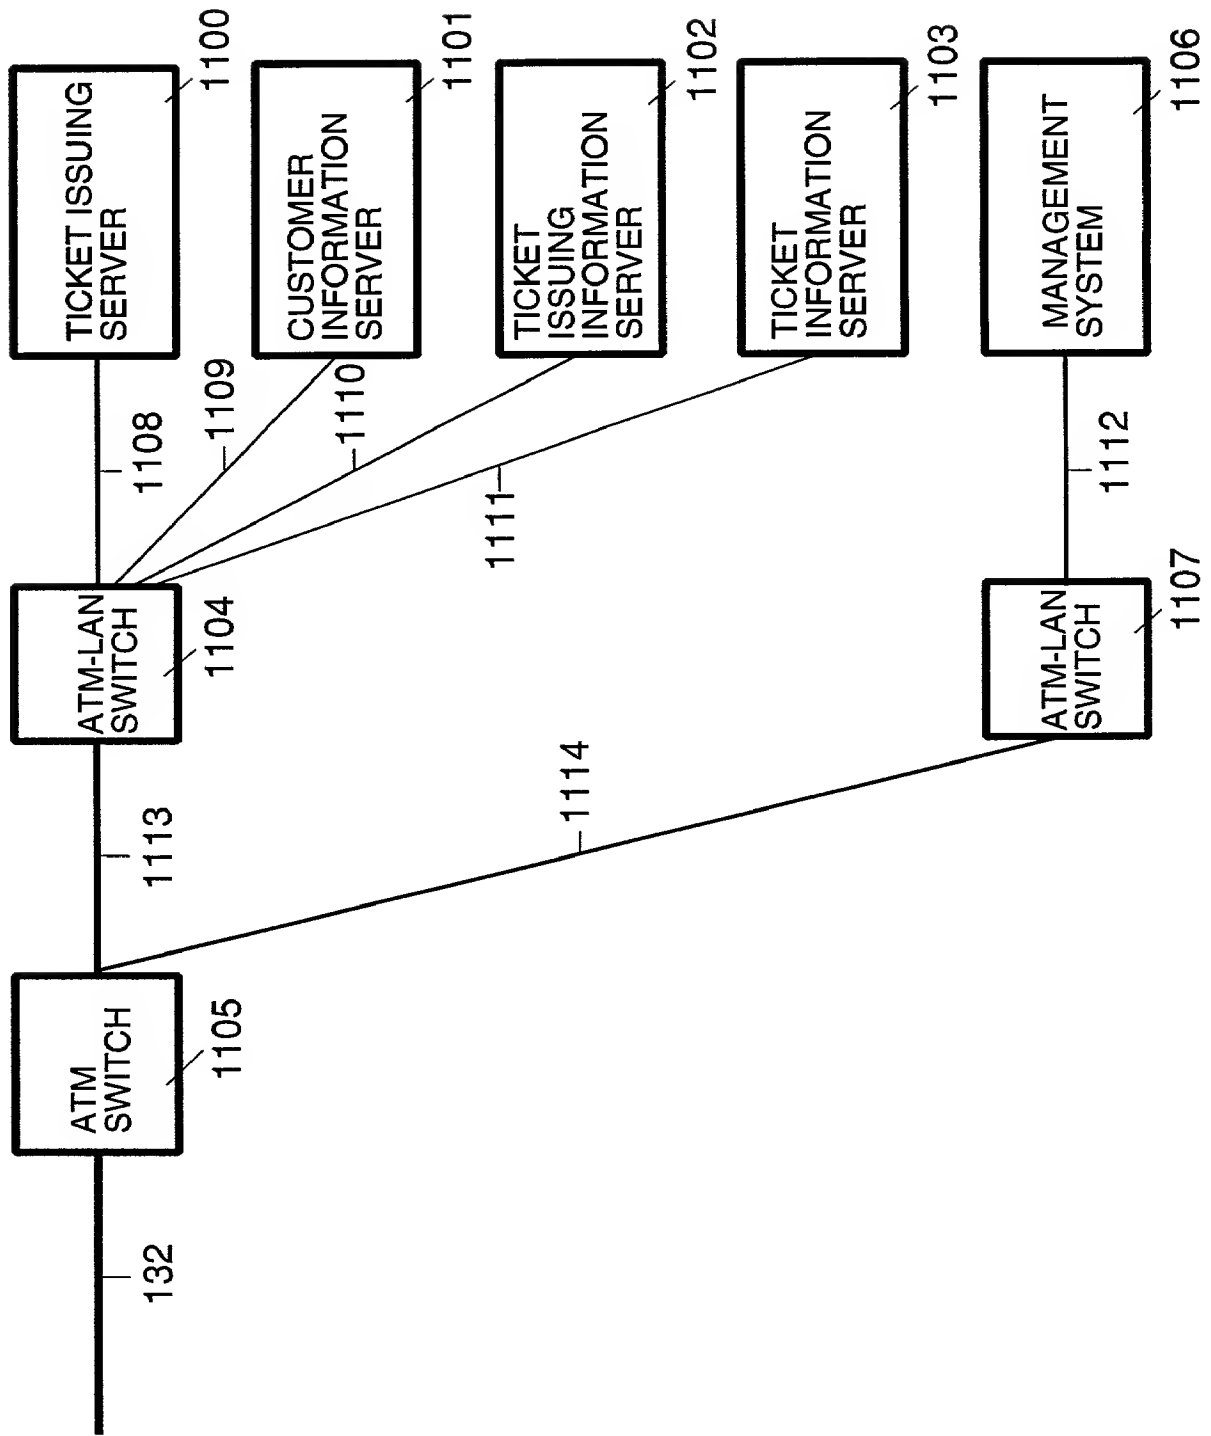 TICKET ISSUING
SERVER
1100
CUSTOMER
INFORMATION
SERVER
1101
TICKET
ISSUING
INFORMATION
SERVER
1102
TICKET
INFORMATION
SERVER
1103
MANAGEMENT
SYSTEM
1106
1108
1109
1110
1111
1112
ATM-LAN
SWITCH
1104
ATM-LAN
SWITCH
1107
1113
1114
ATM
SWITCH
1105
132